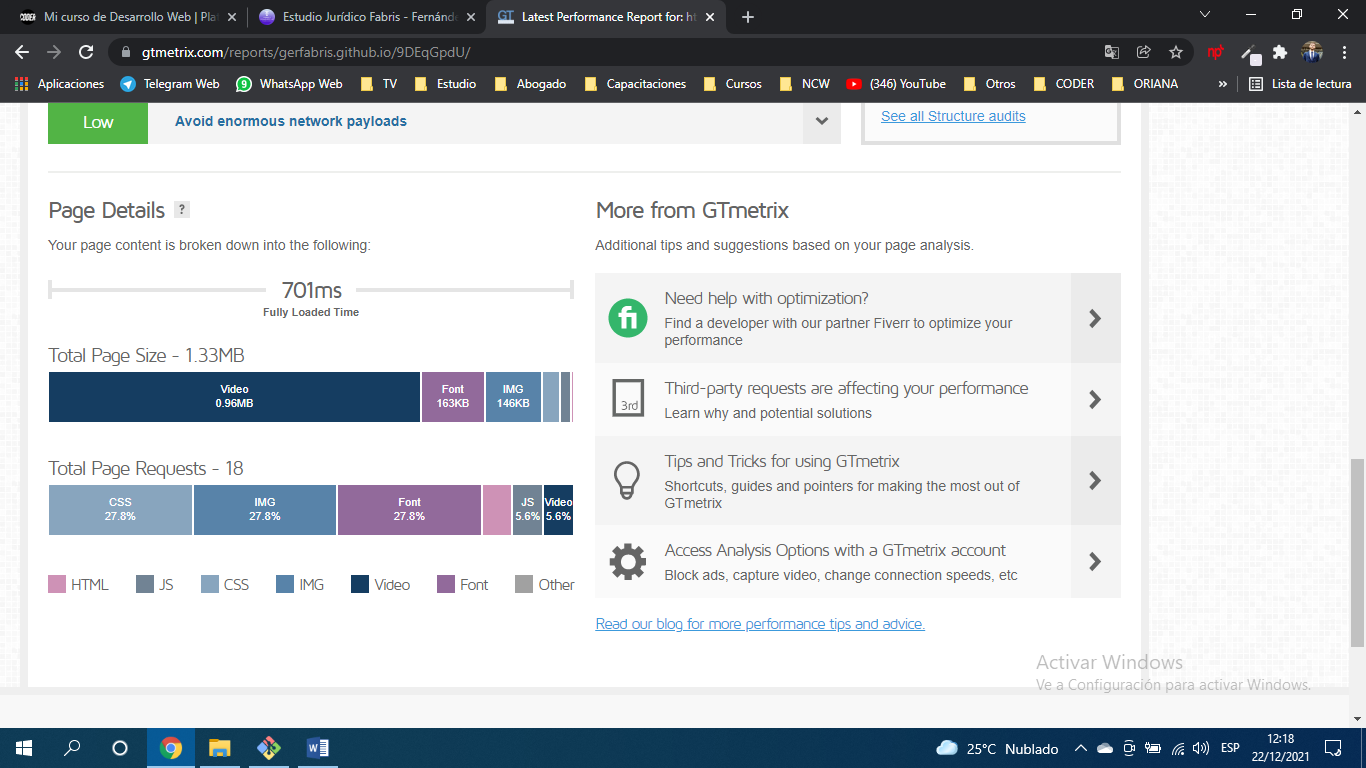 CODER Mi curso de Desarrollo Web | Pla
Estudio Jurídico Fabris - Fernánd
GT Latest Performance Report for: h
gtmetrix.com/reports/gerfabris.github.io/9DEqGpdU/
Aplicaciones Telegram Web WhatsApp Web TV Estudio Abogado Capacitaciones Cursos NCW (346) YouTube Otros CODER ORIANA » Lista de lectura
Low Avoid enormous network payloads
See all Structure audits
Page Details ?
Your page content is broken down into the following:
701ms
Fully Loaded Time
Total Page Size - 1.33MB
Video Font IMG
0.96MB 163KB 146KB
Total Page Requests - 18
CSS IMG Font JS Video
27.8% 27.8% 27.8% 5.6% 5.6%
HTML JS CSS IMG Video Font Other
More from GTmetrix
Additional tips and suggestions based on your page analysis.
fi
Need help with optimization?
Find a developer with our partner Fiverr to optimize your
performance
3rd
Third-party requests are affecting your performance
Learn why and potential solutions
Tips and Tricks for using GTmetrix
Shortcuts, guides and pointers for making the most out of
GTmetrix
Access Analysis Options with a GTmetrix account
Block ads, capture video, change connection speeds, etc
Read our blog for more performance tips and advice.
Activar Windows
Ve a Configuración para activar Windows.
25°C Nublado ESP 12:18
22/12/2021